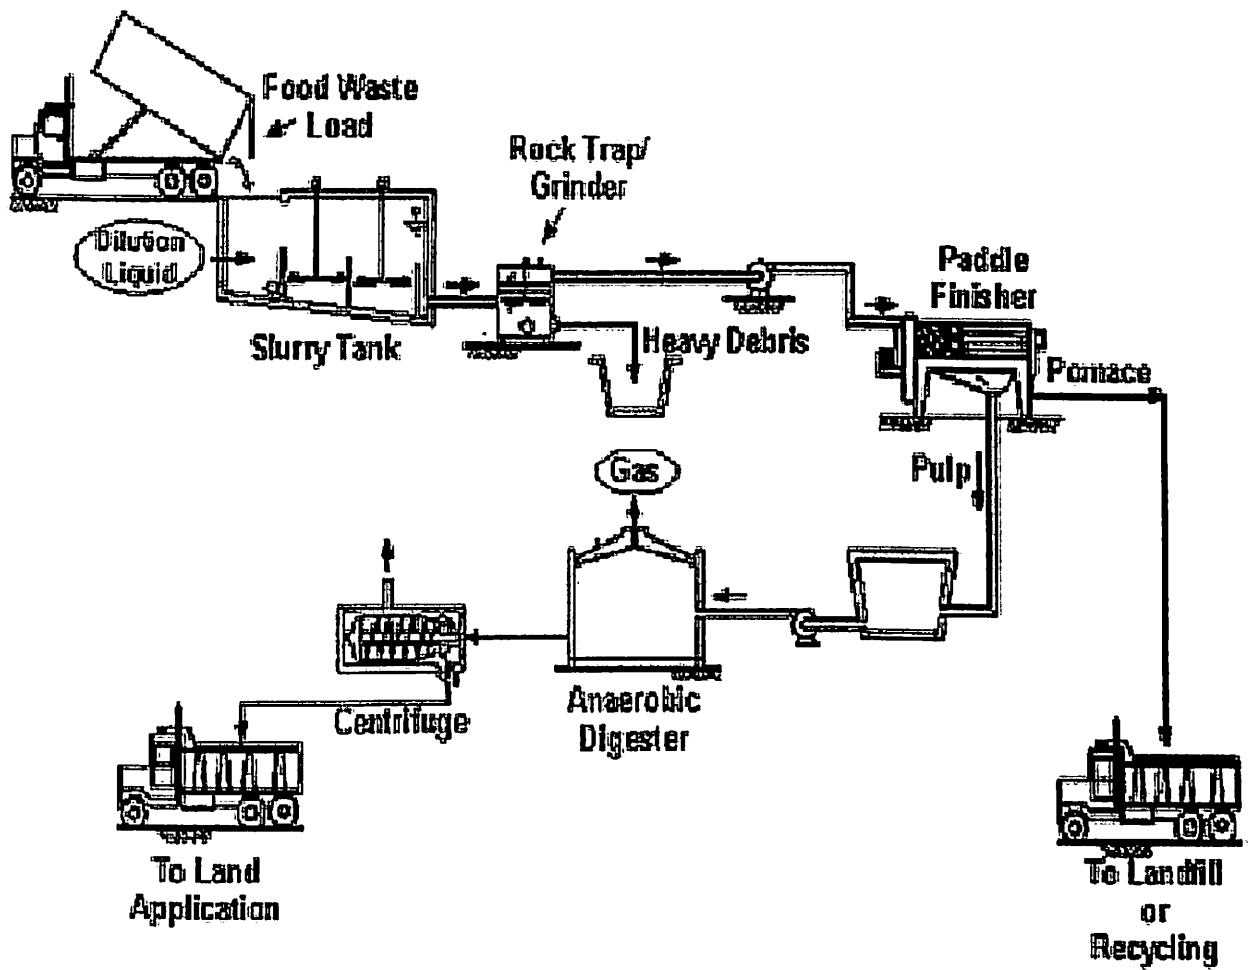 Food Waste
Load
Rock Trap/
Grinder
Dilution
Liquid
Paddle
Finisher
Slurry Tank
Heavy Debris
Pomace
Gas
Pulp
Centrifuge
Anaerobic
Digester
To Land
Application
To Landfill
or
Recycling